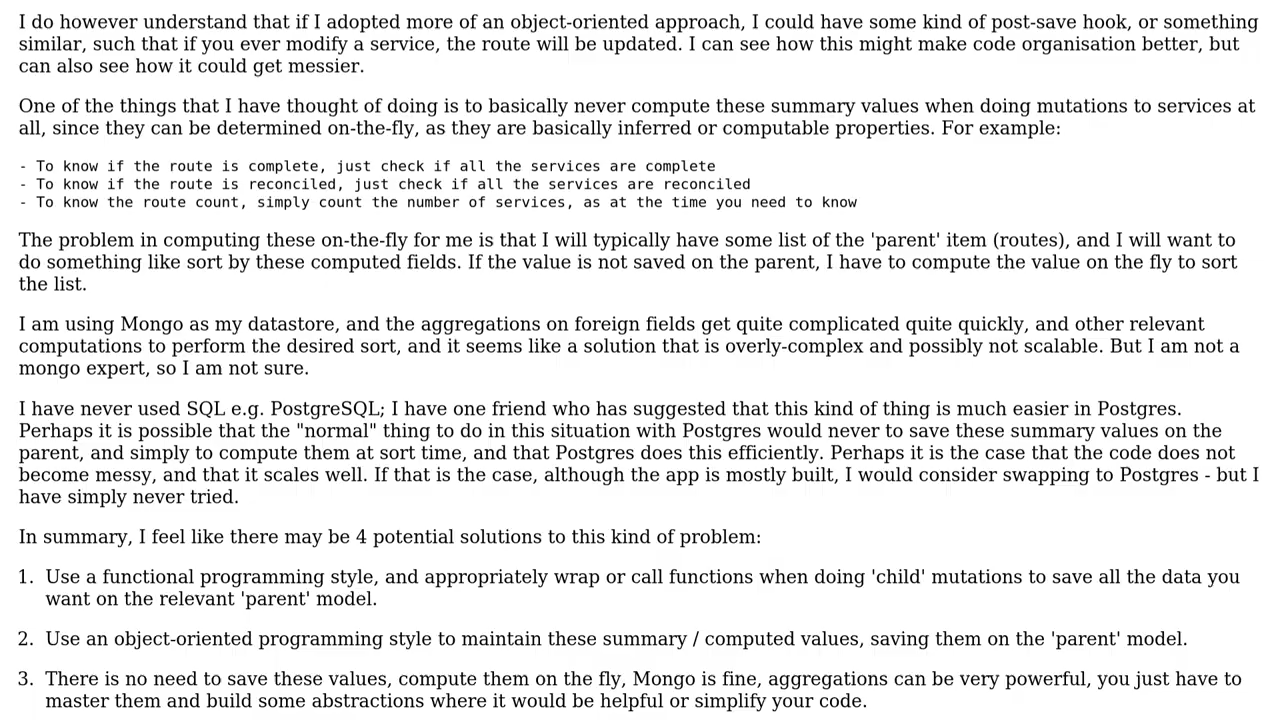 I do however understand that if I adopted more of an object-oriented approach, I could have some kind of post-save hook, or something
similar, such that if you ever modify a service, the route will be updated. I can see how this might make code organisation better, but
can also see how it could get messier.
One of the things that I have thought of doing is to basically never compute these summary values when doing mutations to services at
all, since they can be determined on-the-fly, as they are basically inferred or computable properties. For example:
- To know if the route is complete, just check if all the services are complete
- To know if the route is reconciled, just check if all the services are reconciled
- To know the route count, simply count the number of services, as at the time you need to know
The problem in computing these on-the-fly for me is that I will typically have some list of the 'parent' item (routes), and I will want to
do something like sort by these computed fields. If the value is not saved on the parent, I have to compute the value on the fly to sort
the list.
I am using Mongo as my datastore, and the aggregations on foreign fields get quite complicated quite quickly, and other relevant
computations to perform the desired sort, and it seems like a solution that is overly-complex and possibly not scalable. But I am not a
mongo expert, so I am not sure.
I have never used SQL e.g. PostgreSQL; I have one friend who has suggested that this kind of thing is much easier in Postgres.
Perhaps it is possible that the "normal" thing to do in this situation with Postgres would never to save these summary values on the
parent, and simply to compute them at sort time, and that Postgres does this efficiently. Perhaps it is the case that the code does not
become messy, and that it scales well. If that is the case, although the app is mostly built, I would consider swapping to Postgres - but I
have simply never tried.
In summary, I feel like there may be 4 potential solutions to this kind of problem:
1. Use a functional programming style, and appropriately wrap or call functions when doing 'child' mutations to save all the data you
want on the relevant 'parent' model.
2. Use an object-oriented programming style to maintain these summary / computed values, saving them on the 'parent' model.
3. There is no need to save these values, compute them on the fly, Mongo is fine, aggregations can be very powerful, you just have to
master them and build some abstractions where it would be helpful or simplify your code.